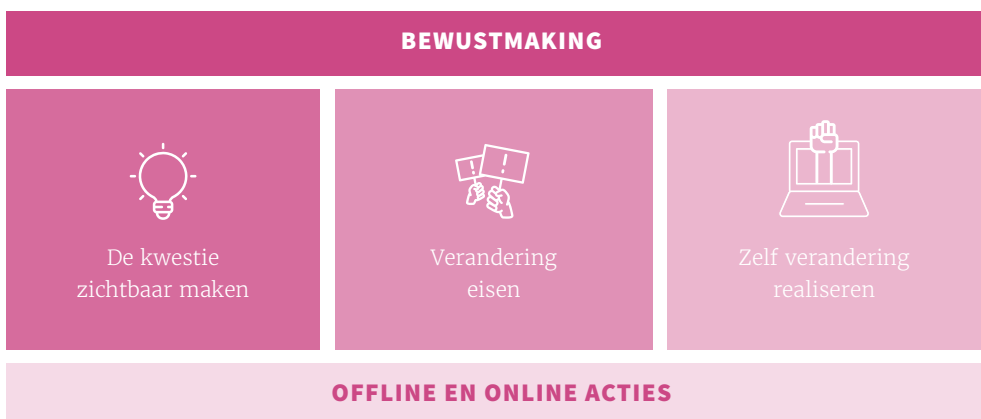 BEWUSTMAKING
De kwestie
zichtbaar maken
Verandering
eisen
Zelf verandering
realiseren
OFFLINE EN ONLINE ACTIES